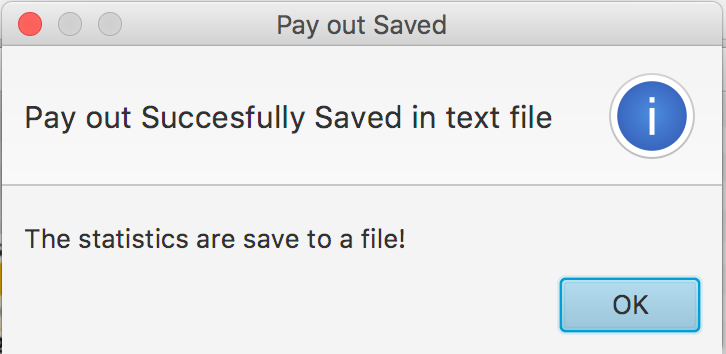 Pay out Saved
Pay out Succesfully Saved in text file
i
The statistics are save to a file!
OK